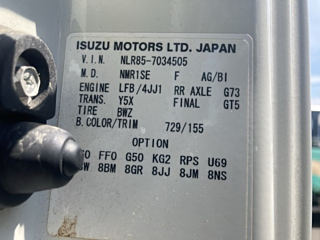 ISUZU MOTORS LTD. JAPAN
V.I.N. NLR85-7034505
M.D. NMR1SE F AG/BI
ENGINE LFB/4JJ1 RR AXLE G73
TRANS. Y5X FINAL GT5
TIRE BWZ
B.COLOR/TRIM 729/155
OPTION
FFO G50 KG2 RPS U69
8BM 8GR 8JJ 8JM 8NS